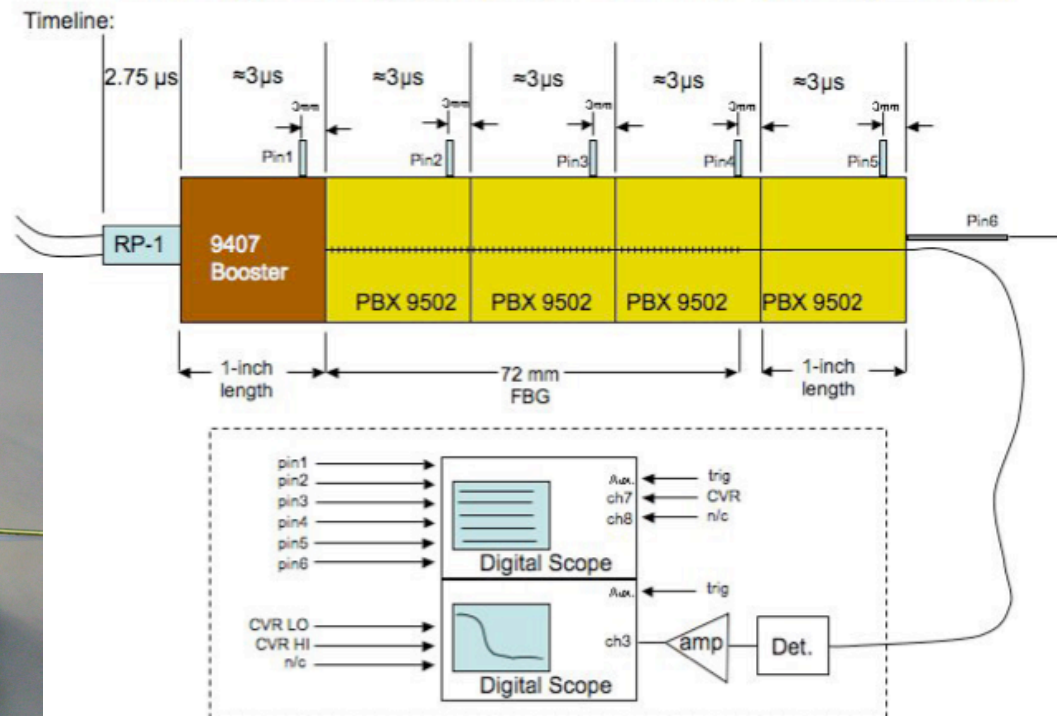 Timeline:
2.75 µs
≈3µs
≈3µs
≈3µs
≈3µs
≈3µs
3mm
3mm
3mm
3mm
3mm
Pin1
Pin2
Pin3
Pin4
Pin5
Pin6
RP-1
9407
Booster
PBX 9502
PBX 9502
PBX 9502
PBX 9502
1-inch
length
72 mm
FBG
1-inch
length
pin1
pin2
pin3
pin4
pin5
pin6
trig
ch7
CVR
ch8
n/c
Digital Scope
trig
CVR LO
CVR HI
n/c
ch3
amp
Det.
Digital Scope